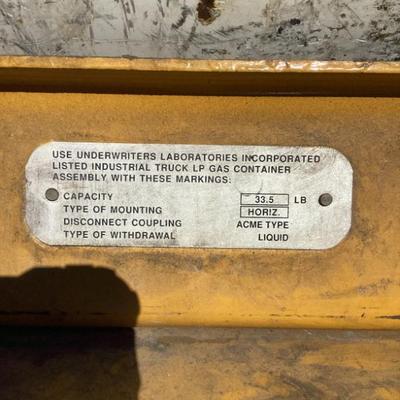 USE UNDERWRITERS LABORATORIES INCORPORATED
LISTED INDUSTRIAL TRUCK LP GAS CONTAINER
ASSEMBLY WITH THESE MARKINGS:
CAPACITY 33.5 LB
TYPE OF MOUNTING HORIZ.
DISCONNECT COUPLING ACME TYPE
TYPE OF WITHDRAWAL LIQUID